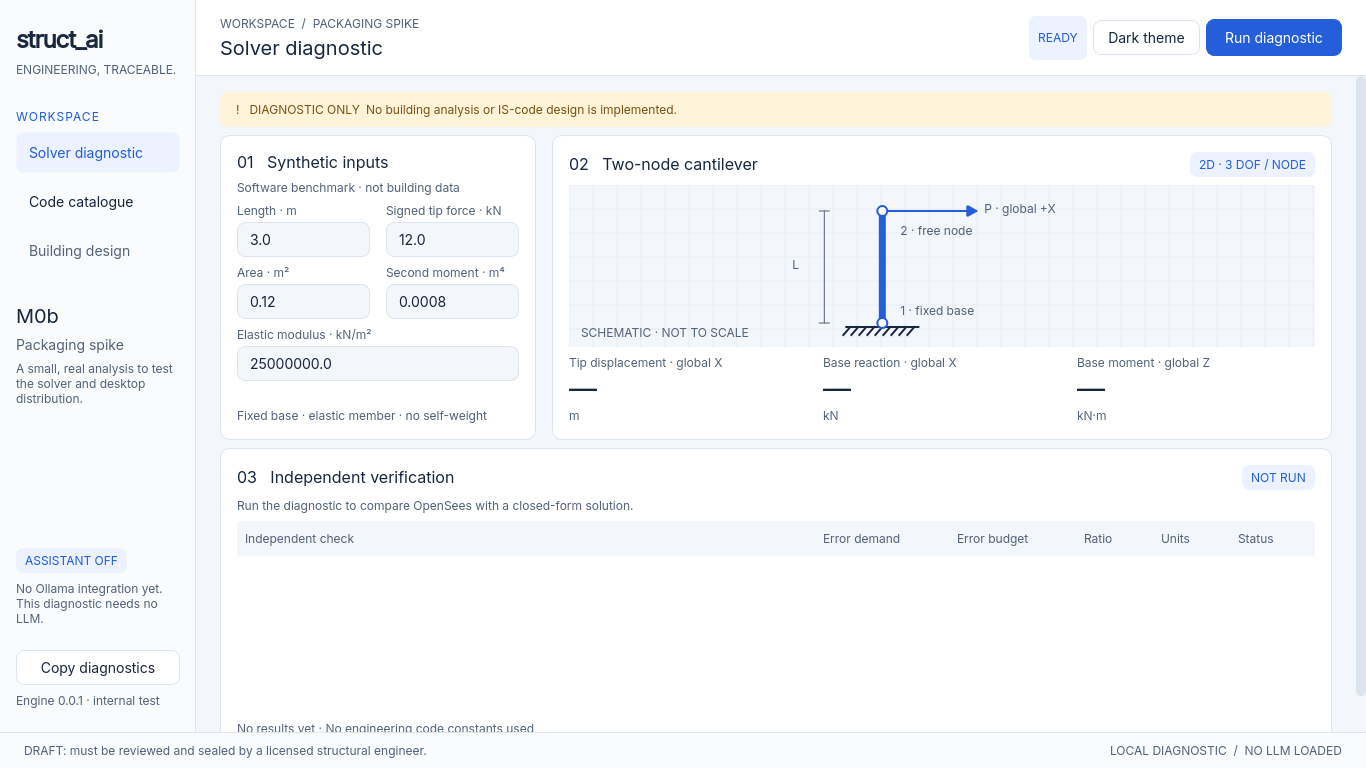 struct_ai
ENGINEERING, TRACEABLE.
WORKSPACE
Solver diagnostic
Code catalogue
Building design
M0b
Packaging spike
A small, real analysis to test
the solver and desktop
distribution.
ASSISTANT OFF
No Ollama integration yet.
This diagnostic needs no
LLM.
Copy diagnostics
Engine 0.0.1 · internal test
WORKSPACE / PACKAGING SPIKE
Solver diagnostic
READY
Dark theme
Run diagnostic
! DIAGNOSTIC ONLY No building analysis or IS-code design is implemented.
01 Synthetic inputs
Software benchmark · not building data
Length · m
Signed tip force · kN
3.0
12.0
Area · m²
Second moment · m⁴
0.12
0.0008
Elastic modulus · kN/m²
25000000.0
Fixed base · elastic member · no self-weight
02 Two-node cantilever
2D · 3 DOF / NODE
P · global +X
2 · free node
L
1 · fixed base
SCHEMATIC · NOT TO SCALE
Tip displacement · global X
Base reaction · global X
Base moment · global Z
—
—
—
m
kN
kN·m
03 Independent verification
NOT RUN
Run the diagnostic to compare OpenSees with a closed-form solution.
Independent check
Error demand
Error budget
Ratio
Units
Status
No results yet · No engineering code constants used
DRAFT: must be reviewed and sealed by a licensed structural engineer.
LOCAL DIAGNOSTIC / NO LLM LOADED